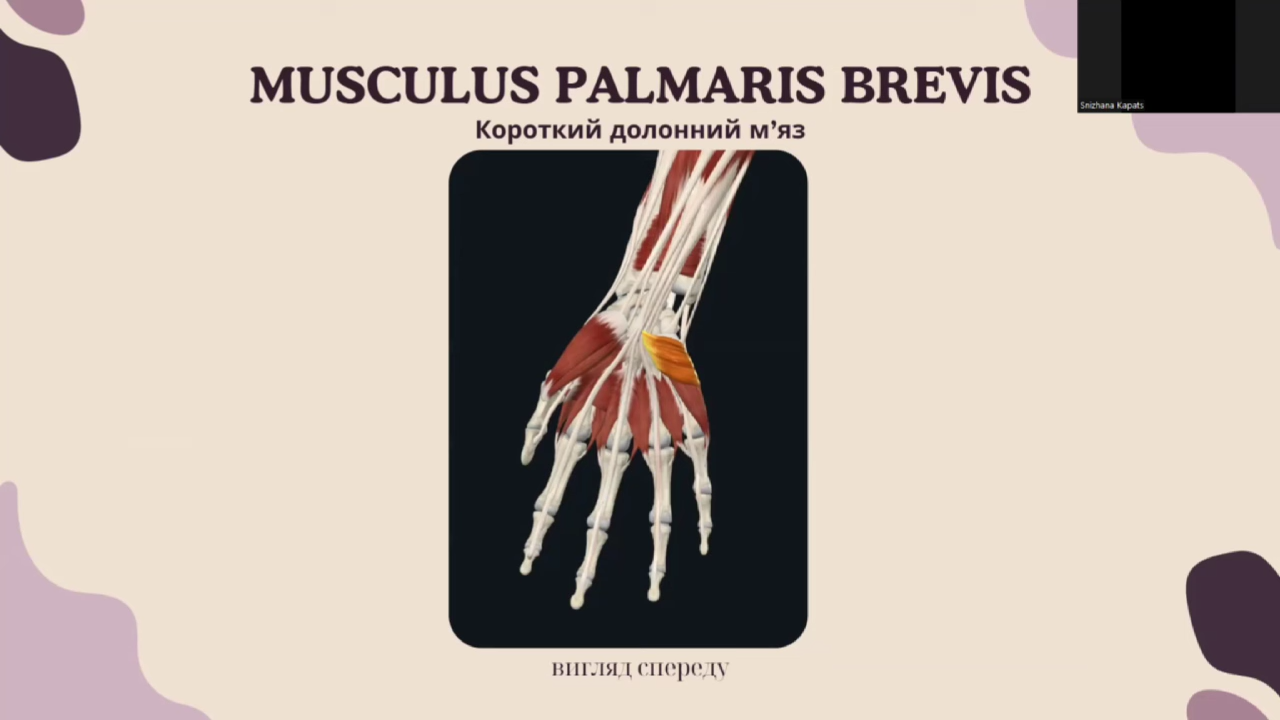 MUSCULUS PALMARIS BREVIS
Короткий долонний м’яз
Snizhana Kapats
вигляд спереду